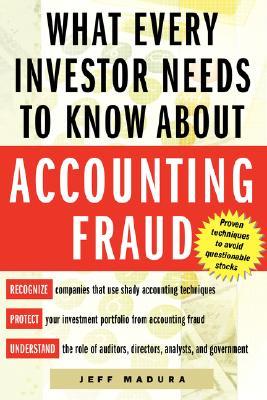 WHAT EVERY
INVESTOR NEEDS
TO KNOW ABOUT
ACCOUNTING
FRAUD
Proven
techniques to
avoid
questionable
stocks
RECOGNIZE companies that use shady accounting techniques
PROTECT your investment portfolio from accounting fraud
UNDERSTAND the role of auditors, directors, analysts, and government
JEFF MADURA